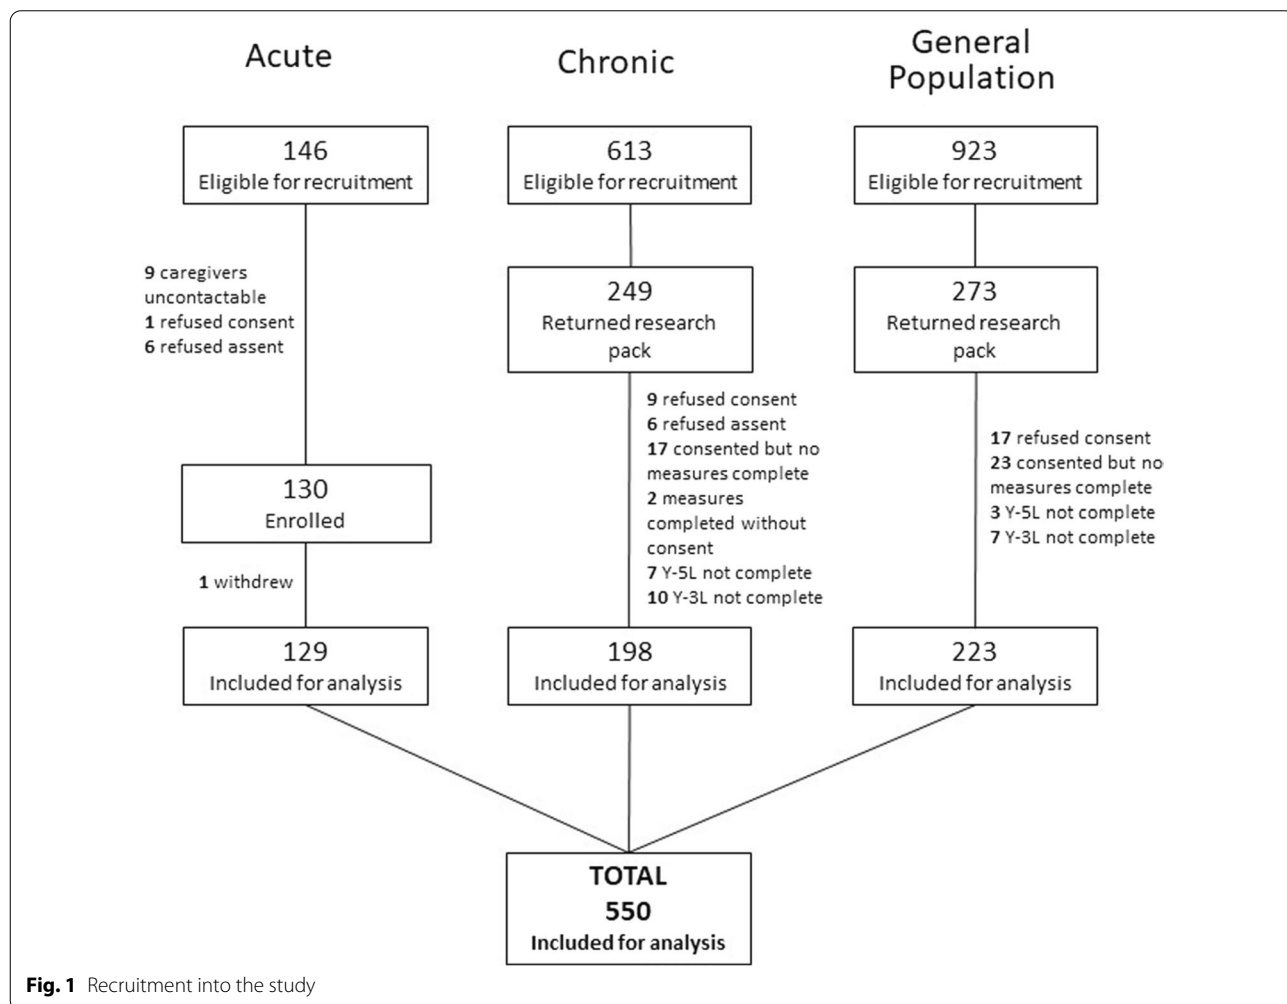 Acute
146
Eligible for recruitment
9 caregivers
uncontactable
1 refused consent
6 refused assent
130
Enrolled
1 withdrew
129
Included for analysis
Chronic
613
Eligible for recruitment
249
Returned research
pack
9 refused consent
6 refused assent
17 consented but no
measures complete
2 measures
completed without
consent
7 Y-5L not complete
10 Y-3L not complete
198
Included for analysis
General
Population
923
Eligible for recruitment
273
Returned research
pack
17 refused consent
23 consented but no
measures complete
3 Y-5L not complete
7 Y-3L not complete
223
Included for analysis
TOTAL
550
Included for analysis
Fig. 1 Recruitment into the study